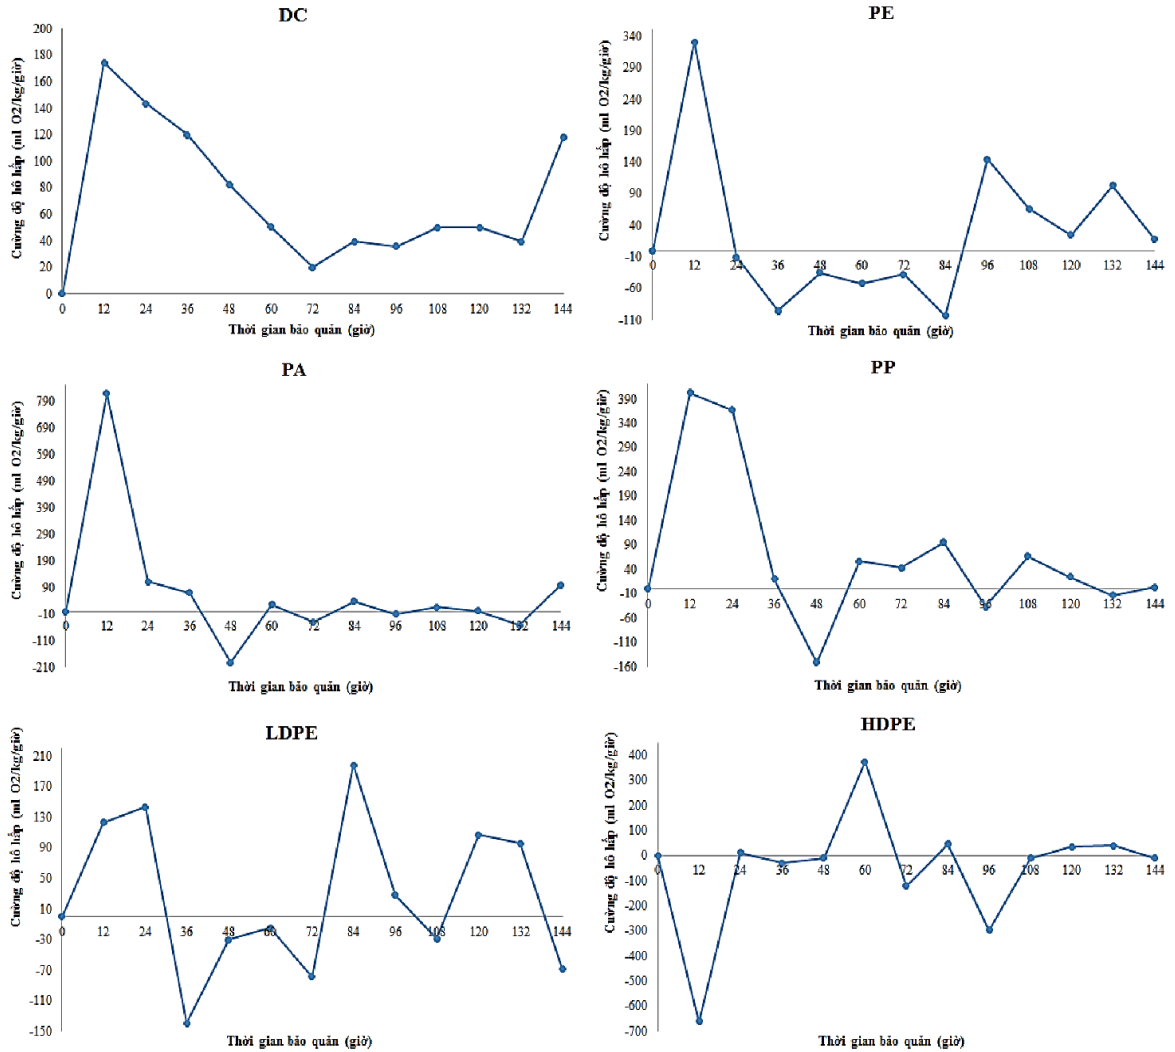 DC
Cường độ hô hấp (ml O2/kg/giờ)
200
180
160
140
120
100
80
60
40
20
0
0 12 24 36 48 60 72 84 96 108 120 132 144
Thời gian bảo quản (giờ)
PE
Cường độ hô hấp (ml O2/kg/giờ)
340
290
240
190
140
90
40
-10
-60
-110
0 12 24 36 48 60 72 84 96 108 120 132 144
Thời gian bảo quản (giờ)
PA
Cường độ hô hấp (ml O2/kg/giờ)
790
690
590
490
390
290
190
90
-10
-110
-210
0 12 24 36 48 60 72 84 96 108 120 132 144
Thời gian bảo quản (giờ)
PP
Cường độ hô hấp (ml O2/kg/giờ)
390
340
290
240
190
140
90
40
-10
-60
-110
-160
0 12 24 36 48 60 72 84 96 108 120 132 144
Thời gian bảo quản (giờ)
LDPE
Cường độ hô hấp (ml O2/kg/giờ)
210
170
130
90
50
10
-30
-70
-110
-150
0 12 24 36 48 60 72 84 96 108 120 132 144
Thời gian bảo quản (giờ)
HDPE
Cường độ hô hấp (ml O2/kg/giờ)
400
300
200
100
0
-100
-200
-300
-400
-500
-600
-700
0 12 24 36 48 60 72 84 96 108 120 132 144
Thời gian bảo quản (giờ)